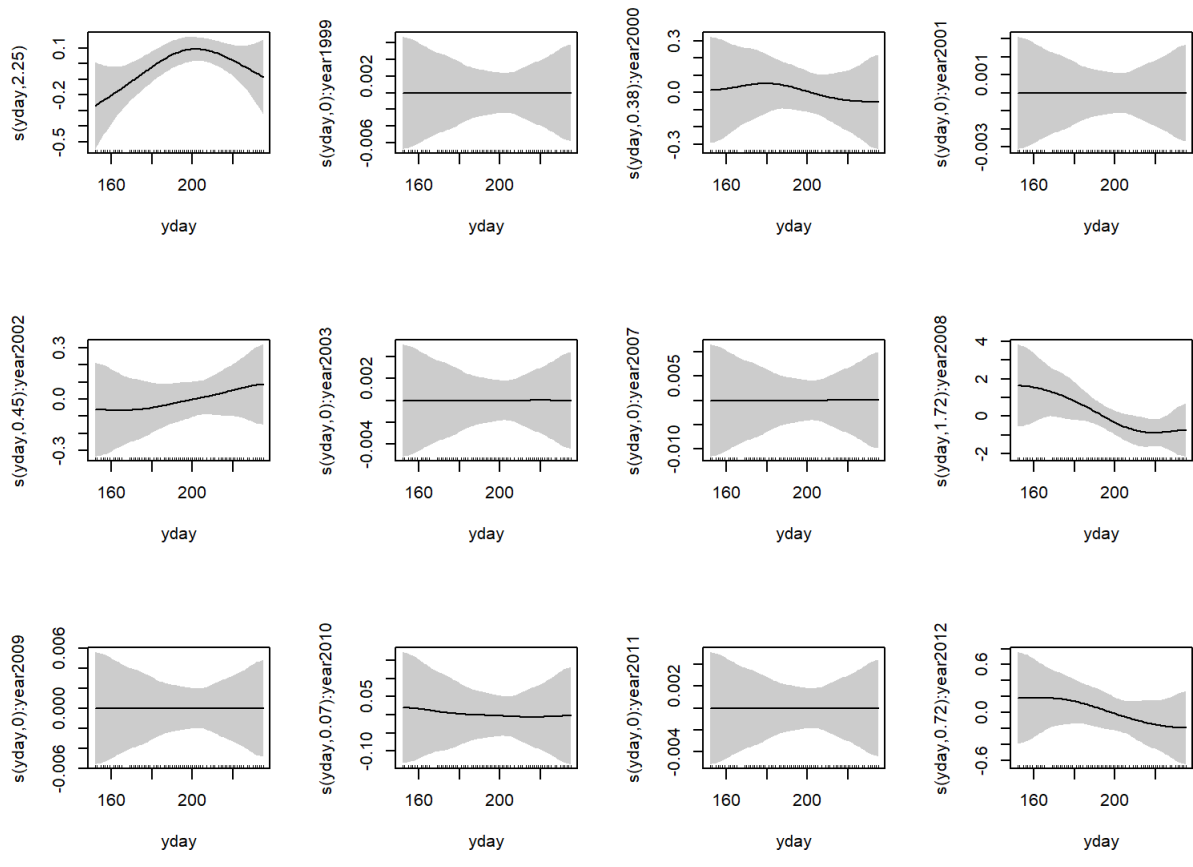 s(yday,2.25)
0.1
-0.2
-0.5
160
200
yday
s(yday,0):year1999
0.002
-0.006
160
200
yday
s(yday,0.38):year2000
0.3
0.0
-0.3
160
200
yday
s(yday,0):year2001
0.001
-0.003
160
200
yday
s(yday,0.45):year2002
0.3
0.0
-0.3
160
200
yday
s(yday,0):year2003
0.002
-0.004
160
200
yday
s(yday,0):year2007
0.005
-0.010
160
200
yday
s(yday,1.72):year2008
4
2
0
-2
160
200
yday
s(yday,0):year2009
0.006
0.000
-0.006
160
200
yday
s(yday,0.07):year2010
0.05
-0.10
160
200
yday
s(yday,0):year2011
0.002
-0.004
160
200
yday
s(yday,0.72):year2012
0.6
0.0
-0.6
160
200
yday